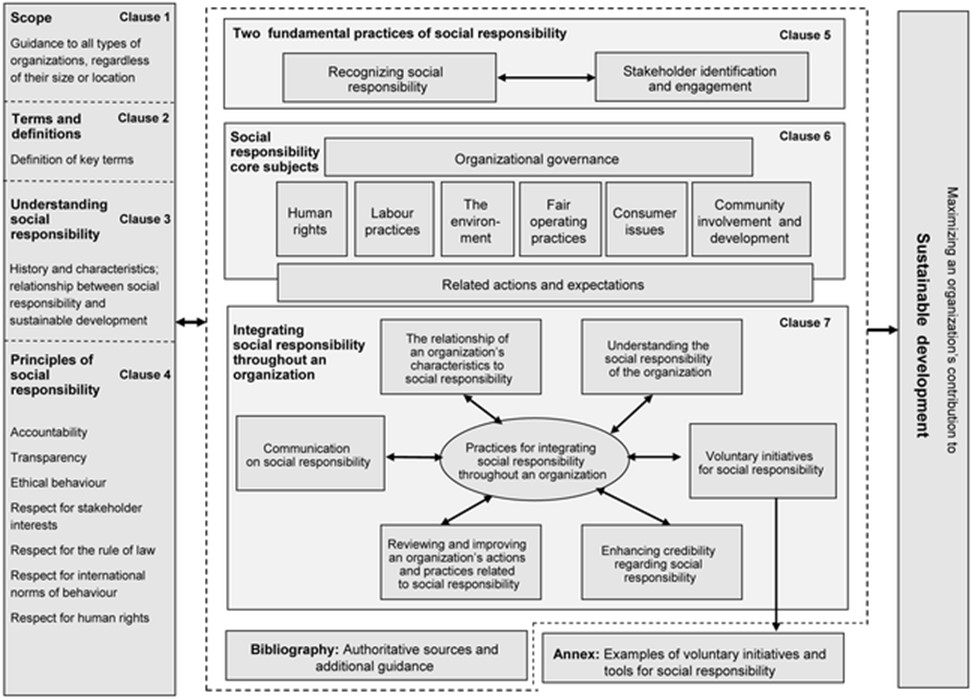 Scope Clause 1
Guidance to all types of
organizations, regardless
of their size or location
Terms and Clause 2
definitions
Definition of key terms
Understanding
social Clause 3
responsibility
History and characteristics;
relationship between social
responsibility and
sustainable development
Principles of
social Clause 4
responsibility
Accountability
Transparency
Ethical behaviour
Respect for stakeholder
interests
Respect for the rule of law
Respect for international
norms of behaviour
Respect for human rights
Two fundamental practices of social responsibility Clause 5
Recognizing social
responsibility
Stakeholder identification
and engagement
Social
responsibility
core subjects
Clause 6
Organizational governance
Human
rights
Labour
practices
The
environ-
ment
Fair
operating
practices
Consumer
issues
Community
involvement and
development
Related actions and expectations
Integrating
social responsibility
throughout an
organization
Clause 7
The relationship of
an organization's
characteristics to
social responsibility
Understanding the
social responsibility
of the organization
Communication
on social responsibility
Practices for integrating
social responsibility
throughout an organization
Voluntary initiatives
for social responsibility
Reviewing and improving
an organization's actions
and practices related
to social responsibility
Enhancing credibility
regarding social
responsibility
Bibliography: Authoritative sources and
additional guidance
Annex: Examples of voluntary initiatives and
tools for social responsibility
Maximizing an organization's contribution to
Sustainable development